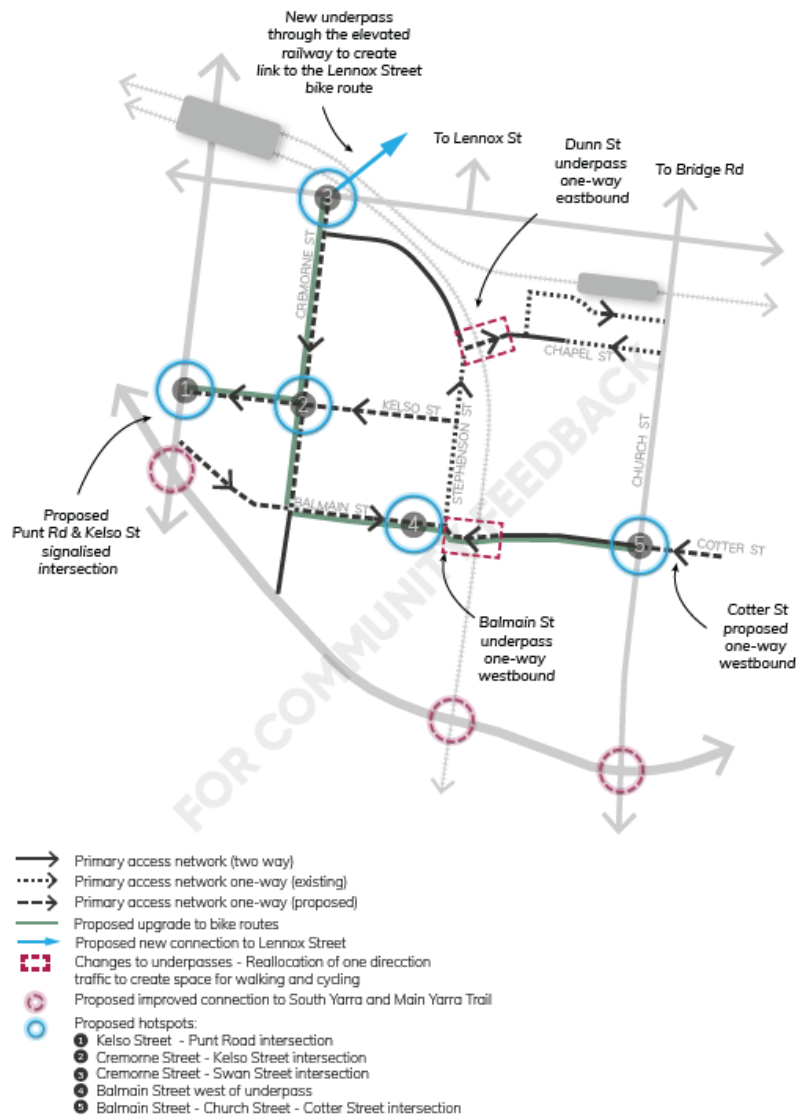 New underpass
through the elevated
railway to create
link to the Lennox Street
bike route
To Lennox St
Dunn St
underpass
one-way
eastbound
To Bridge Rd
3
CREMORNE ST
CHAPEL ST
1
2
KELSO ST
STEPHENSON ST
CHURCH ST
Proposed
Punt Rd & Kelso St
signalised
intersection
BALMAIN ST
4
5
COTTER ST
Balmain St
underpass
one-way
westbound
Cotter St
proposed
one-way
westbound
FOR COMMUNITY FEEDBACK
Primary access network (two way)
Primary access network one-way (existing)
Primary access network one-way (proposed)
Proposed upgrade to bike routes
Proposed new connection to Lennox Street
Changes to underpasses - Reallocation of one direcction
traffic to create space for walking and cycling
Proposed improved connection to South Yarra and Main Yarra Trail
Proposed hotspots:
1 Kelso Street - Punt Road intersection
2 Cremorne Street - Kelso Street intersection
3 Cremorne Street - Swan Street intersection
4 Balmain Street west of underpass
5 Balmain Street - Church Street - Cotter Street intersection